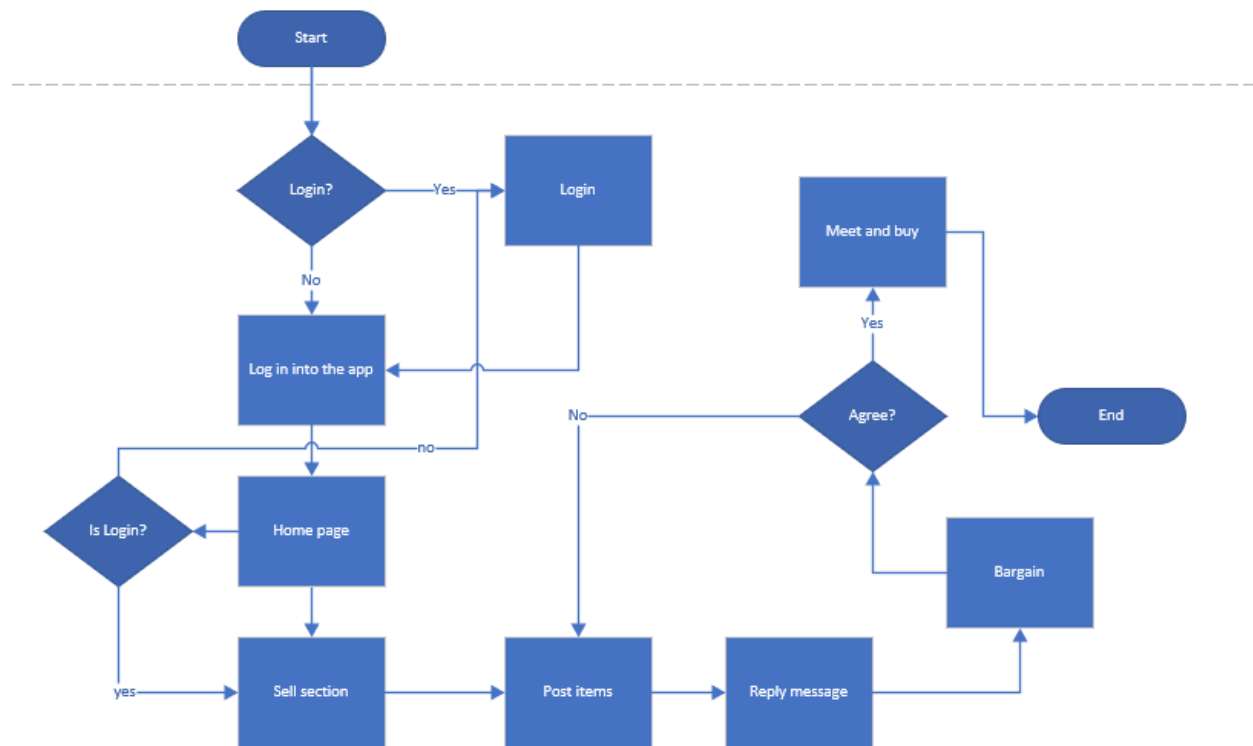 Start
Login?
Yes
Login
No
Log in into the app
Meet and buy
Yes
Agree?
No
End
no
Is Login?
Home page
Bargain
yes
Sell section
Post items
Reply message